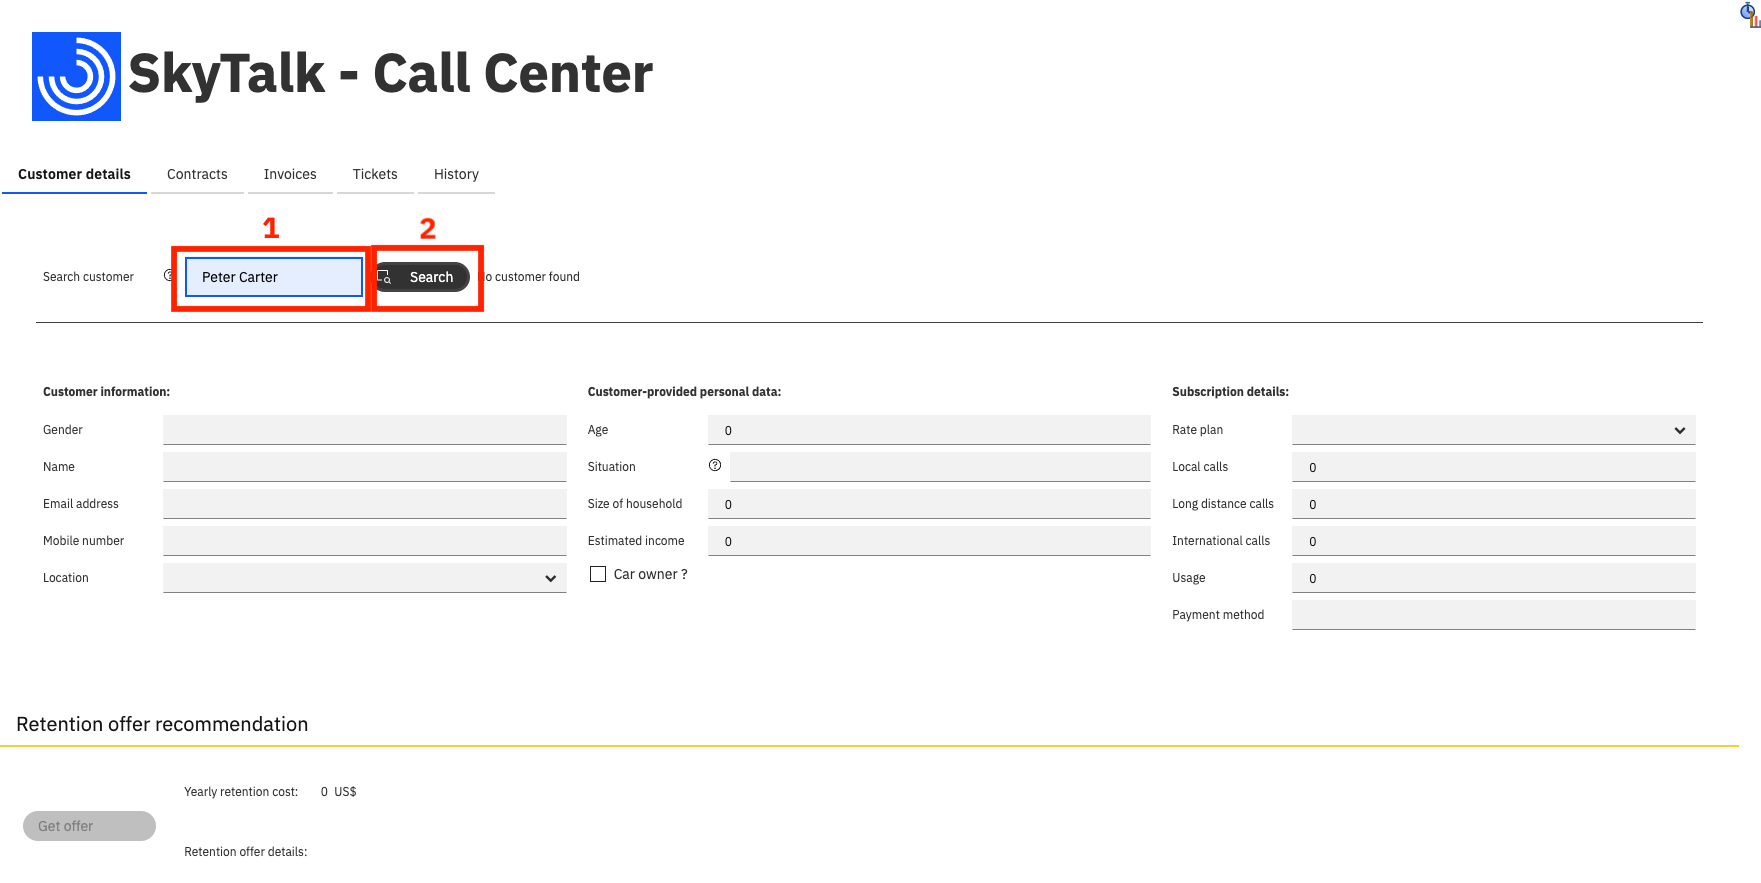 SkyTalk - Call Center
Customer details Contracts Invoices Tickets History
1 2
Search customer Peter Carter Search o customer found
Customer information: Customer-provided personal data: Subscription details:
Gender Age 0 Rate plan
Name Situation ? Local calls 0
Email address Size of household 0 Long distance calls 0
Mobile number Estimated income 0 International calls 0
Location Car owner ? Usage 0
Payment method
Retention offer recommendation
Yearly retention cost: 0 US$
Get offer
Retention offer details: